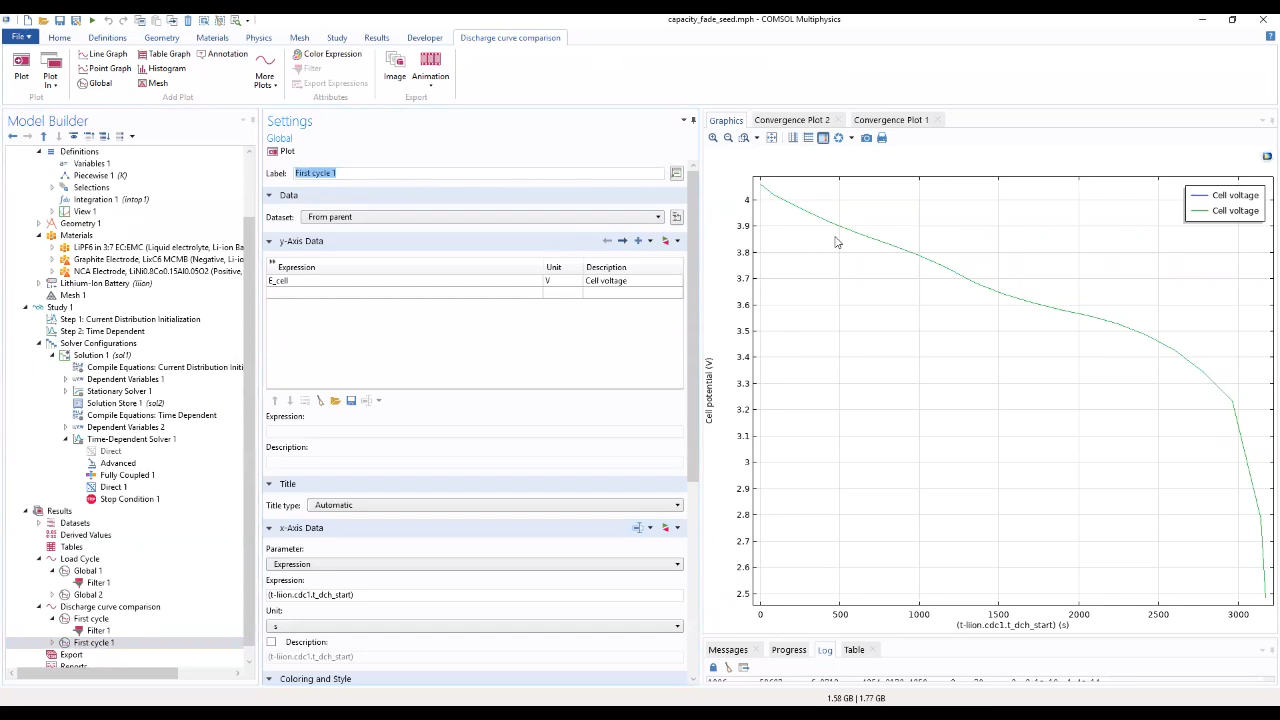 capacity_fade_seed.mph - COMSOL Multiphysics
File Home Definitions Geometry Materials Physics Mesh Study Results Developer Discharge curve comparison
Plot
Plot In
Line Graph Table Graph Annotation
Point Graph Histogram
Global Mesh
More Plots
Color Expression
Filter
Export Expressions
Image
Animation
Plot Add Plot Attributes Export
Model Builder
Definitions
Variables 1
Piecewise 1 (K)
Selections
Integration 1 (intop1)
View 1
Geometry 1
Materials
LiPF6 in 3:7 EC:EMC (Liquid electrolyte, Li-ion Ba
Graphite Electrode, LixC6 MCMB (Negative, Li-ion
NCA Electrode, LiNi0.8Co0.15Al0.05O2 (Positive,
Lithium-Ion Battery (liion)
Mesh 1
Study 1
Step 1: Current Distribution Initialization
Step 2: Time Dependent
Solver Configurations
Solution 1 (sol1)
Compile Equations: Current Distribution Initi
Dependent Variables 1
Stationary Solver 1
Solution Store 1 (sol2)
Compile Equations: Time Dependent
Dependent Variables 2
Time-Dependent Solver 1
Direct
Advanced
Fully Coupled 1
Direct 1
Stop Condition 1
Results
Datasets
Derived Values
Tables
Load Cycle
Global 1
Filter 1
Global 2
Discharge curve comparison
First cycle
Filter 1
First cycle 1
Export
Reports
Settings
Global
Plot
Label: First cycle 1
Data
Dataset: From parent
y-Axis Data
Expression Unit Description
E_cell V Cell voltage
Expression:
Description:
Title
Title type: Automatic
x-Axis Data
Parameter:
Expression
Expression:
(t-liion.cdc1.t_dch_start)
Unit:
s
Description:
(t-liion.cdc1.t_dch_start)
Coloring and Style
Graphics Convergence Plot 2 Convergence Plot 1
Cell voltage
Cell voltage
4
3.9
3.8
3.7
3.6
3.5
3.4
3.3
3.2
3.1
3
2.9
2.8
2.7
2.6
2.5
Cell potential (V)
0 500 1000 1500 2000 2500 3000
(t-liion.cdc1.t_dch_start) (s)
Messages Progress Log Table
1.58 GB | 1.77 GB